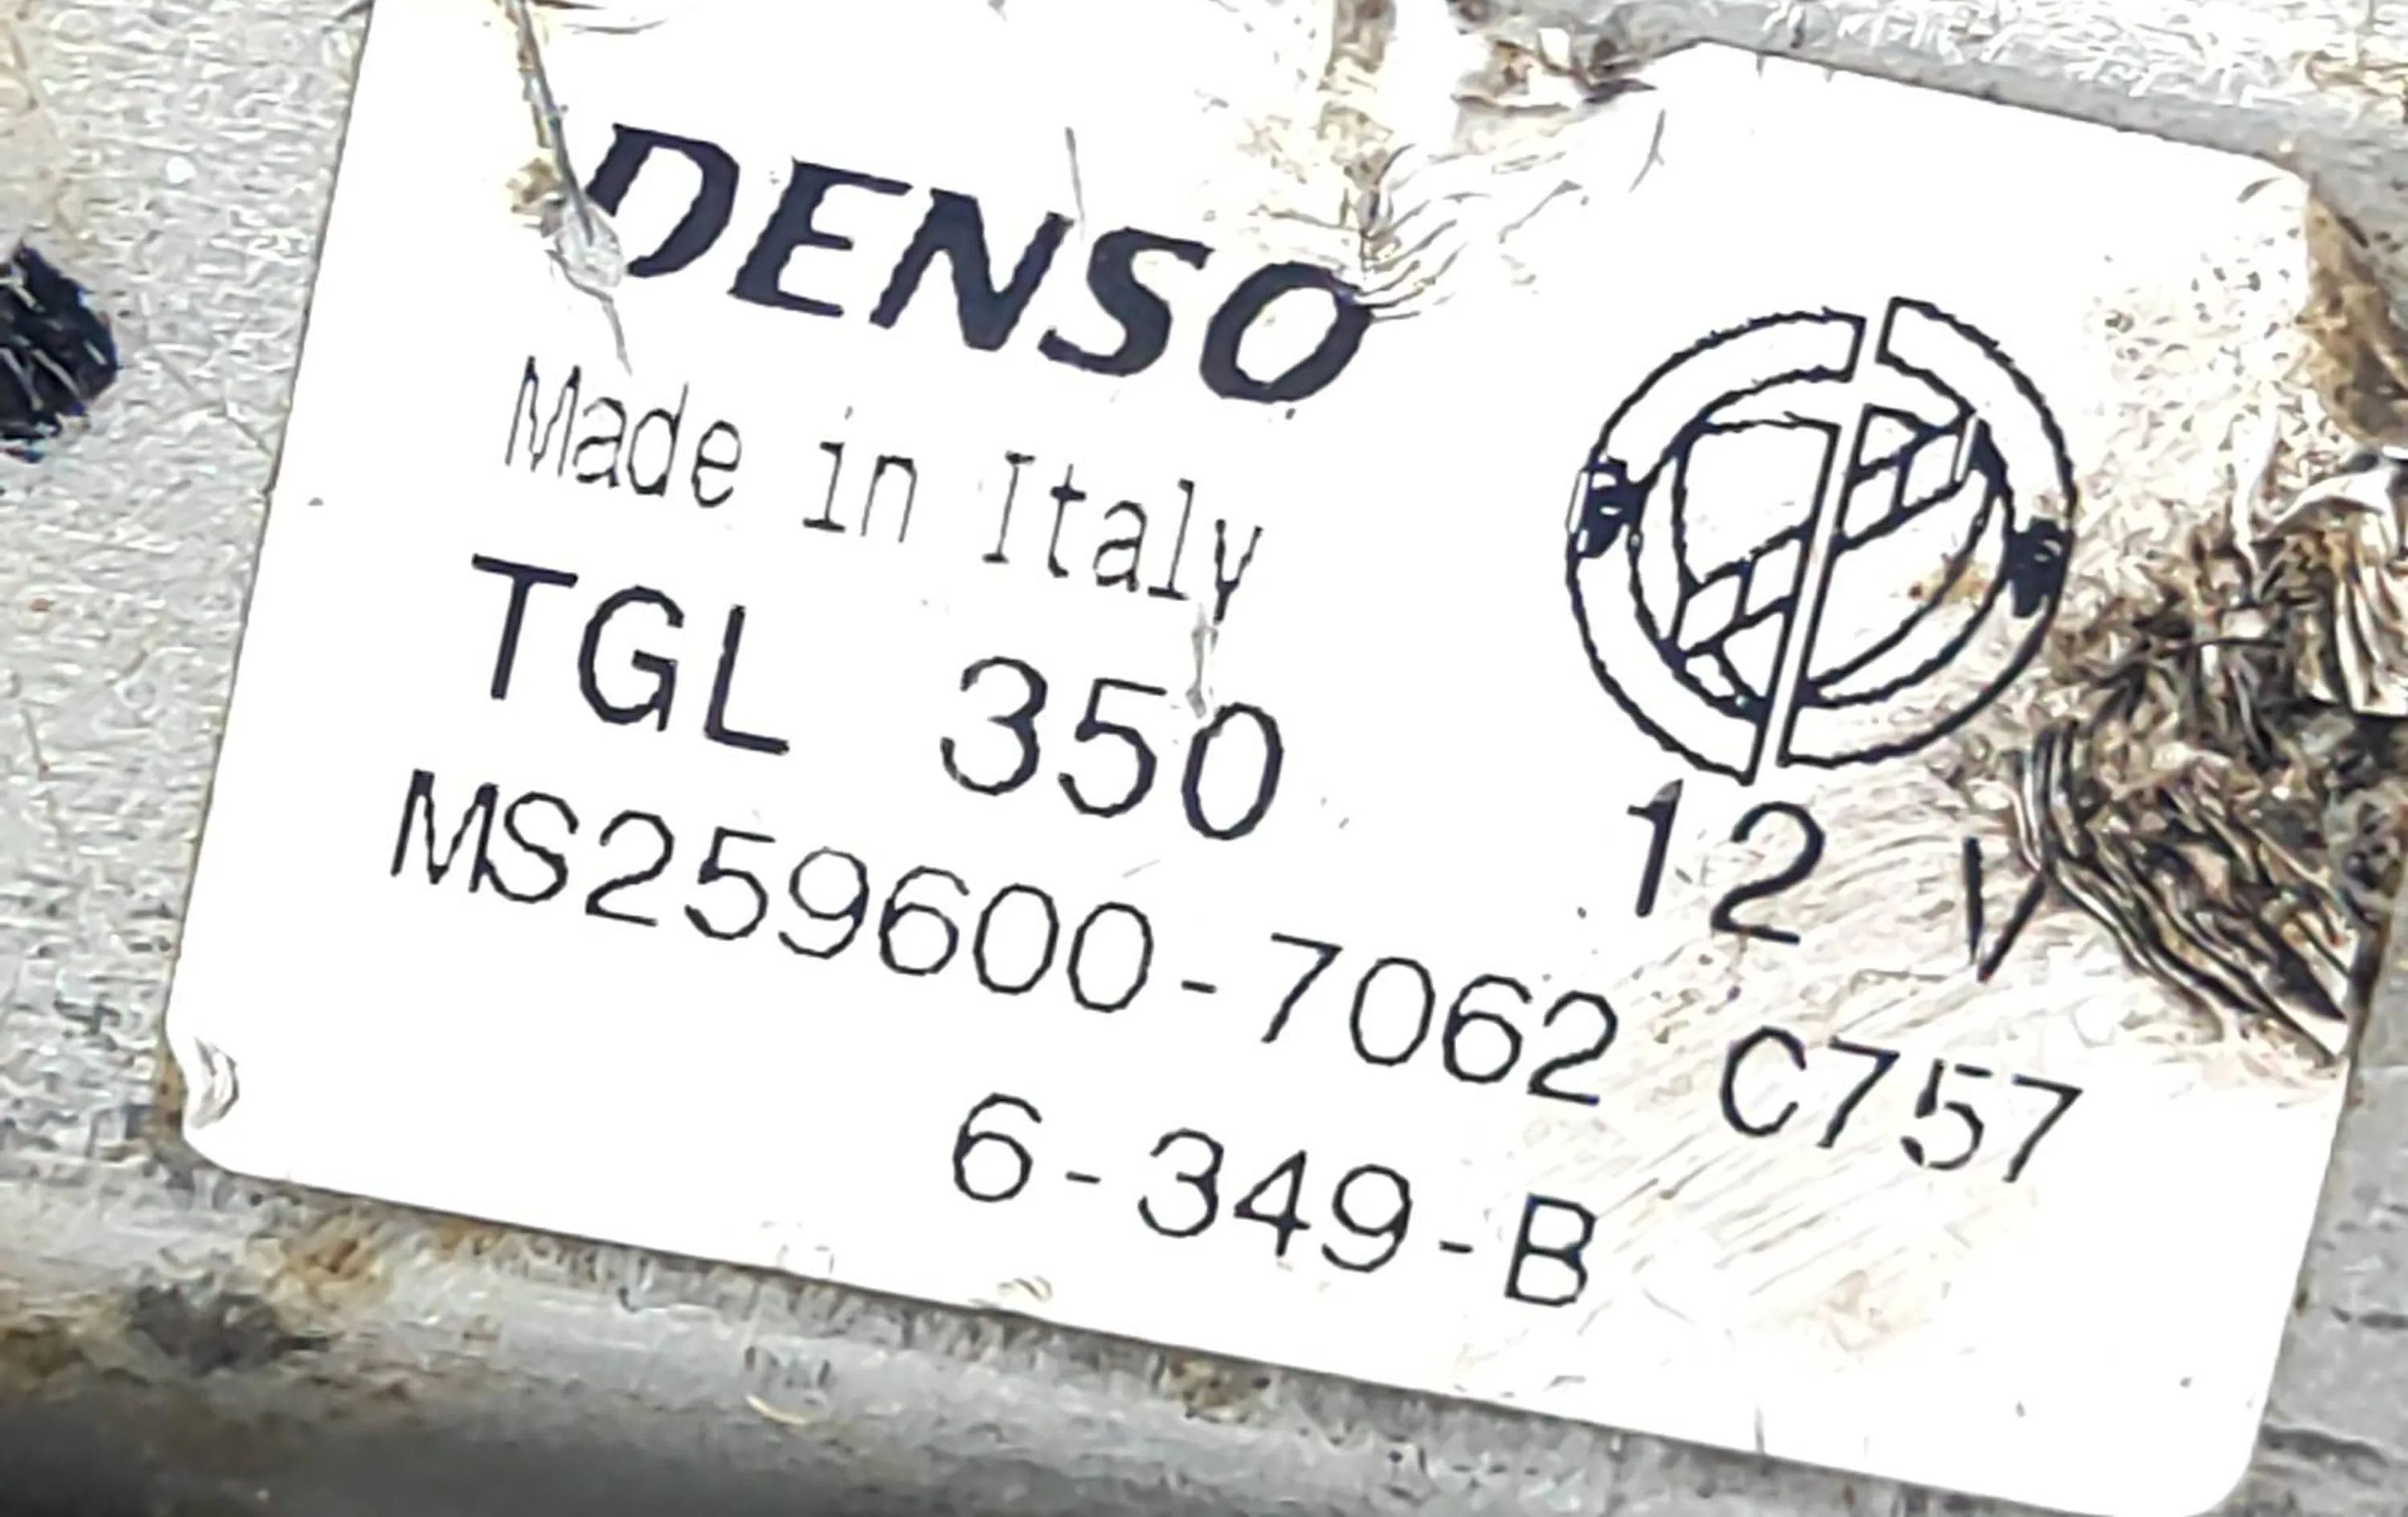 DENSO
Made in Italy
TGL 350
12 V
MS259600-7062 C757
6-349-B